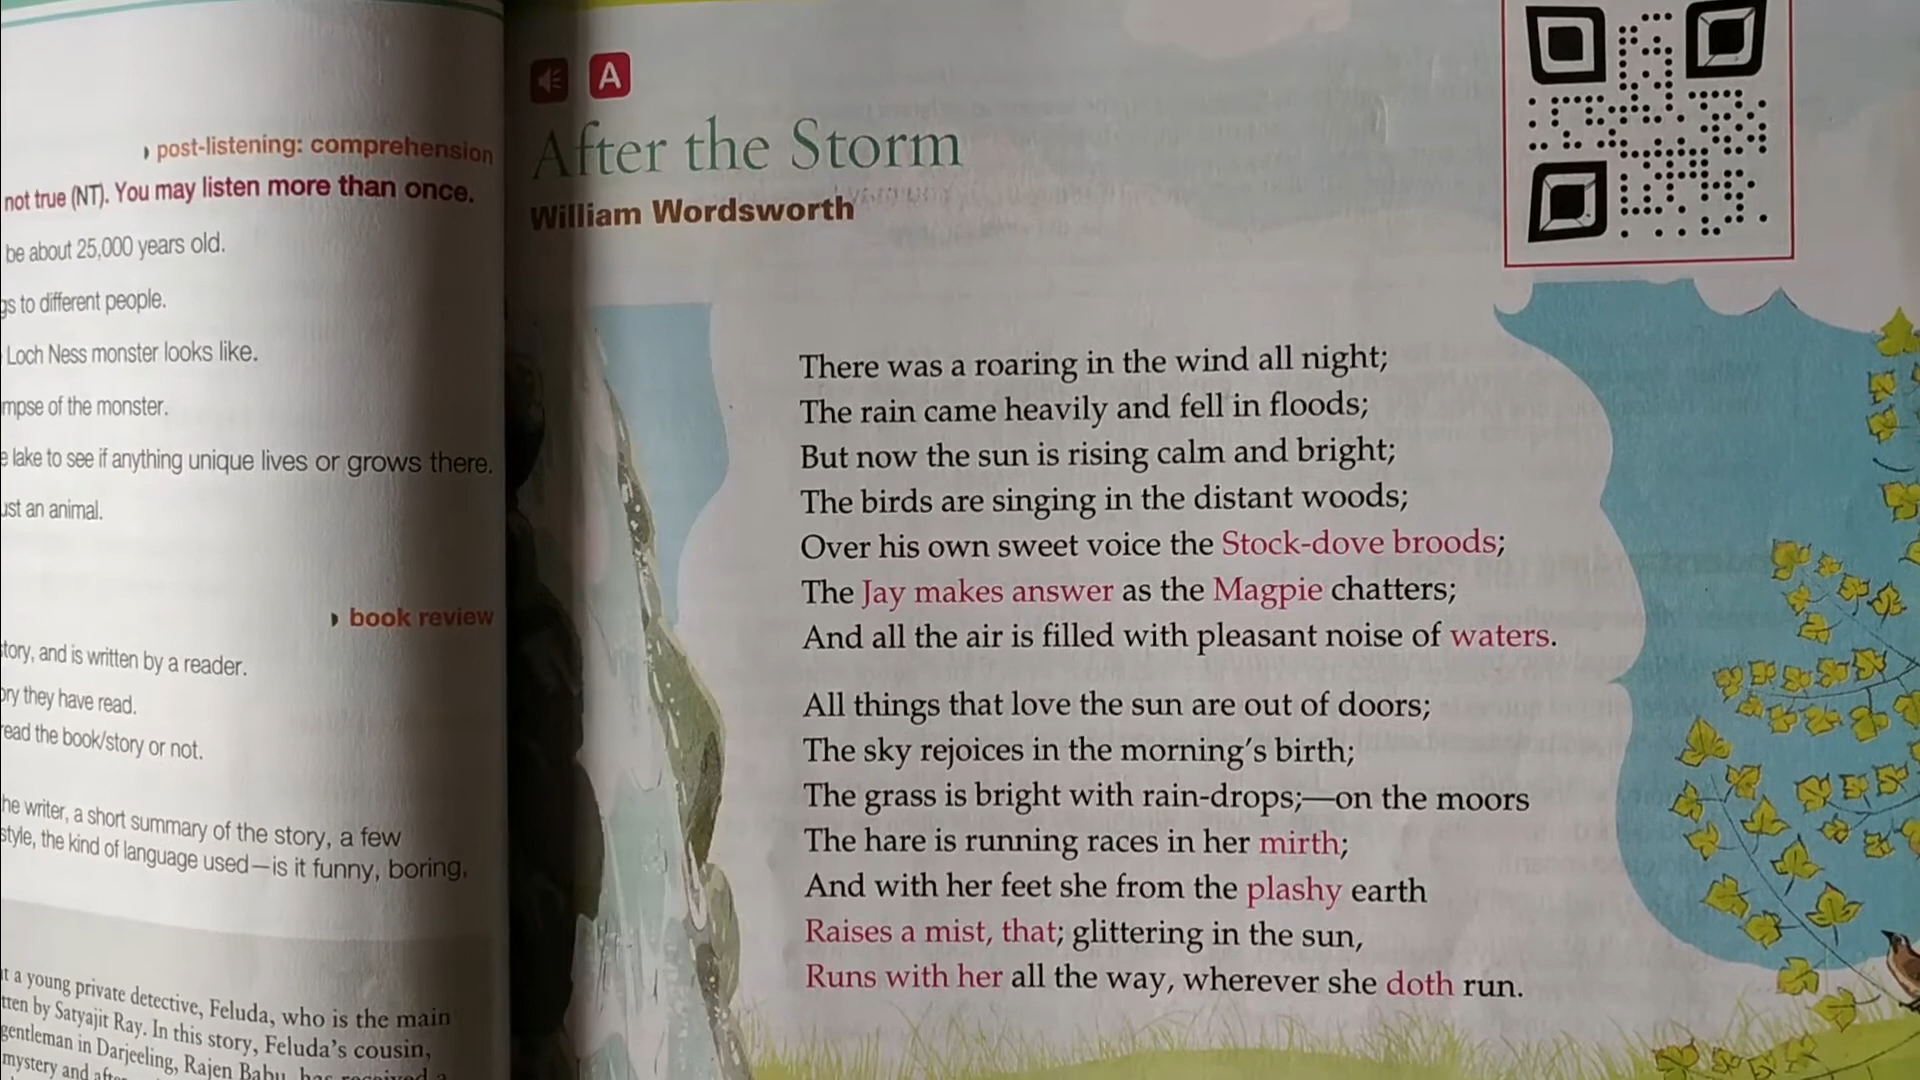 post-listening: comprehension
not true (NT). You may listen more than once.
be about 25,000 years old.
to different people.
Loch Ness monster looks like.
of the monster.
lake to see if anything unique lives or grows there.
an animal.
book review
and is written by a reader.
they have read.
read the book/story or not.
he writer, a short summary of the story, a few
style, the kind of language used—is it funny, boring,
a young private detective, Feluda, who is the main
by Satyajit Ray. In this story, Feluda's cousin,
gentleman in Darjeeling, Rajen Babu, has received a
mystery and
A
After the Storm
William Wordsworth
There was a roaring in the wind all night;
The rain came heavily and fell in floods;
But now the sun is rising calm and bright;
The birds are singing in the distant woods;
Over his own sweet voice the Stock-dove broods;
The Jay makes answer as the Magpie chatters;
And all the air is filled with pleasant noise of waters.
All things that love the sun are out of doors;
The sky rejoices in the morning's birth;
The grass is bright with rain-drops;—on the moors
The hare is running races in her mirth;
And with her feet she from the plashy earth
Raises a mist, that; glittering in the sun,
Runs with her all the way, wherever she doth run.